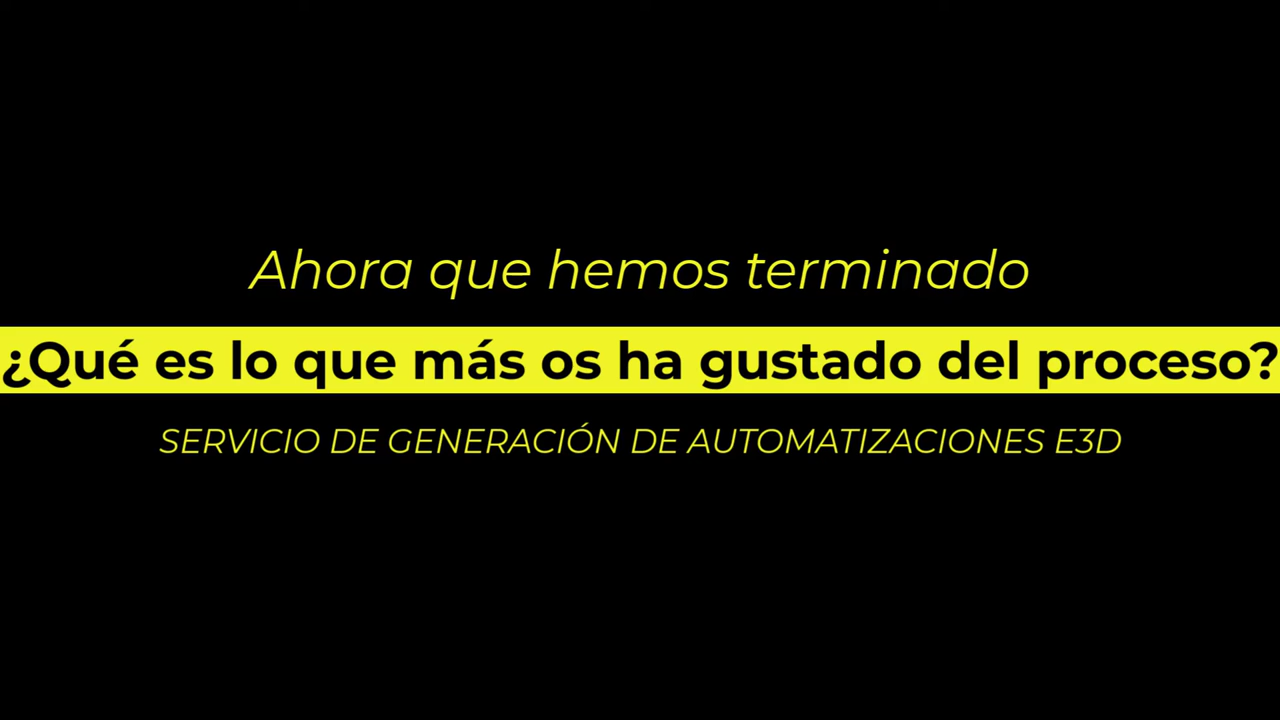 Ahora que hemos terminado
¿Qué es lo que más os ha gustado del proceso?
SERVICIO DE GENERACIÓN DE AUTOMATIZACIONES E3D